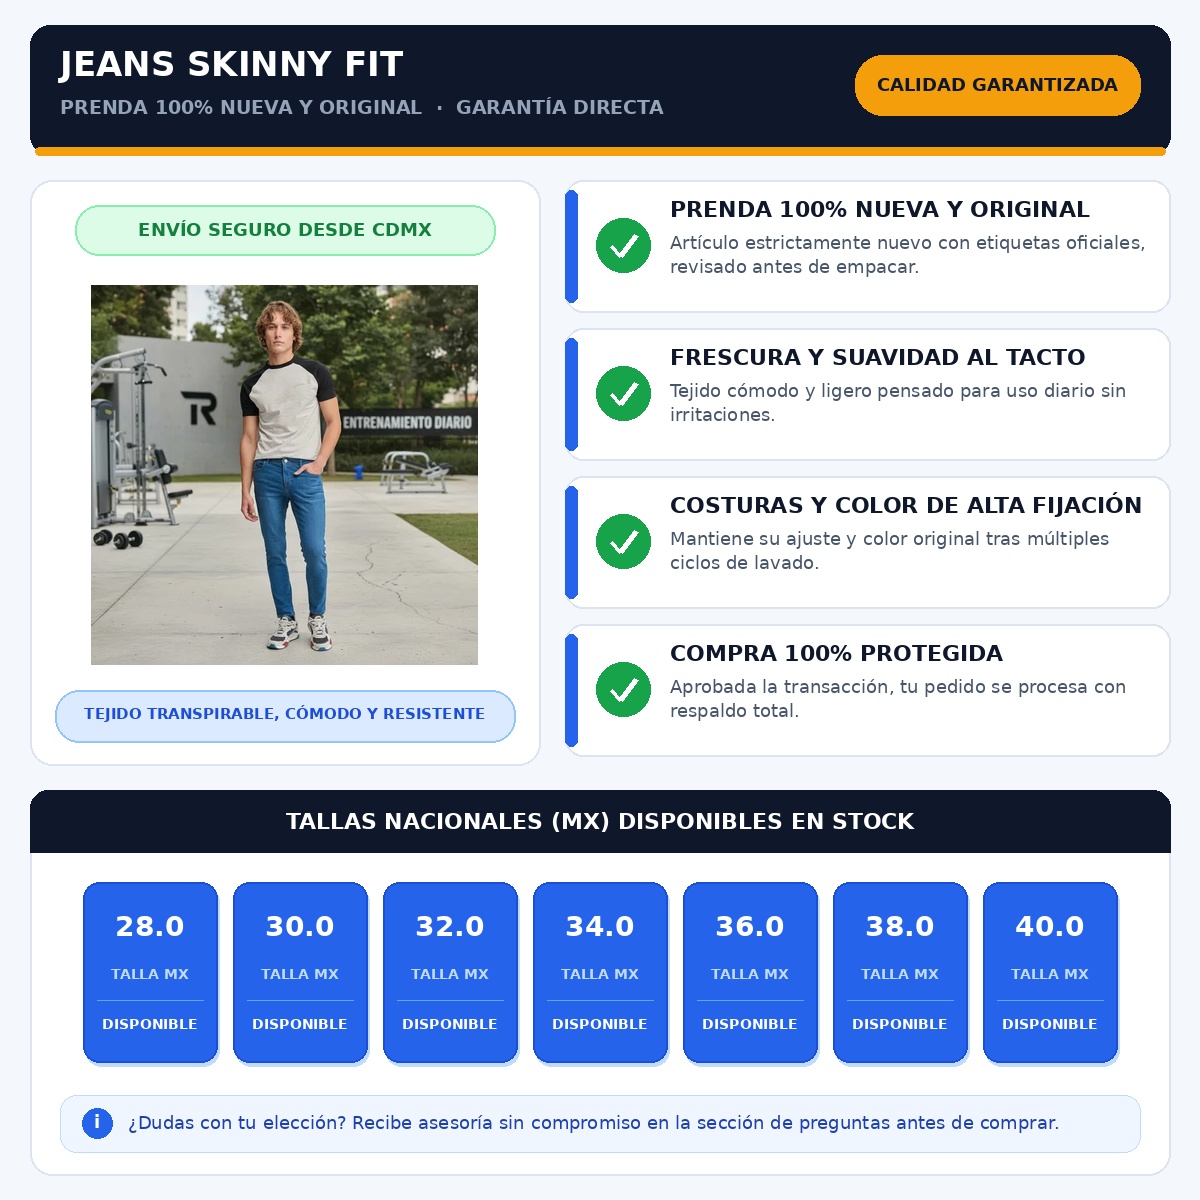 JEANS SKINNY FIT
PRENDA 100% NUEVA Y ORIGINAL · GARANTÍA DIRECTA
CALIDAD GARANTIZADA
ENVÍO SEGURO DESDE CDMX
TR
ENTRENAMIENTO DIARIO
TEJIDO TRANSPIRABLE, CÓMODO Y RESISTENTE
PRENDA 100% NUEVA Y ORIGINAL
Artículo estrictamente nuevo con etiquetas oficiales,
revisado antes de empacar.
FRESCURA Y SUAVIDAD AL TACTO
Tejido cómodo y ligero pensado para uso diario sin
irritaciones.
COSTURAS Y COLOR DE ALTA FIJACIÓN
Mantiene su ajuste y color original tras múltiples
ciclos de lavado.
COMPRA 100% PROTEGIDA
Aprobada la transacción, tu pedido se procesa con
respaldo total.
TALLAS NACIONALES (MX) DISPONIBLES EN STOCK
28.0 30.0 32.0 34.0 36.0 38.0 40.0
TALLA MX TALLA MX TALLA MX TALLA MX TALLA MX TALLA MX TALLA MX
DISPONIBLE DISPONIBLE DISPONIBLE DISPONIBLE DISPONIBLE DISPONIBLE DISPONIBLE
i ¿Dudas con tu elección? Recibe asesoría sin compromiso en la sección de preguntas antes de comprar.